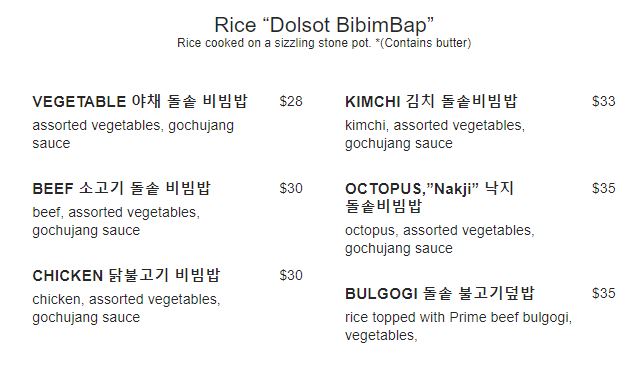 Rice “Dolsot BibimBap”
Rice cooked on a sizzling stone pot. *(Contains butter)
VEGETABLE 야채 돌솥 비빔밥 $28
assorted vegetables, gochujang
sauce
BEEF 소고기 돌솥 비빔밥 $30
beef, assorted vegetables,
gochujang sauce
CHICKEN 닭불고기 비빔밥 $30
chicken, assorted vegetables,
gochujang sauce
KIMCHI 김치 돌솥비빔밥 $33
kimchi, assorted vegetables,
gochujang sauce
OCTOPUS,”Nakji” 낙지 $35
돌솥비빔밥
octopus, assorted vegetables,
gochujang sauce
BULGOGI 돌솥 불고기덮밥 $35
rice topped with Prime beef bulgogi,
vegetables,